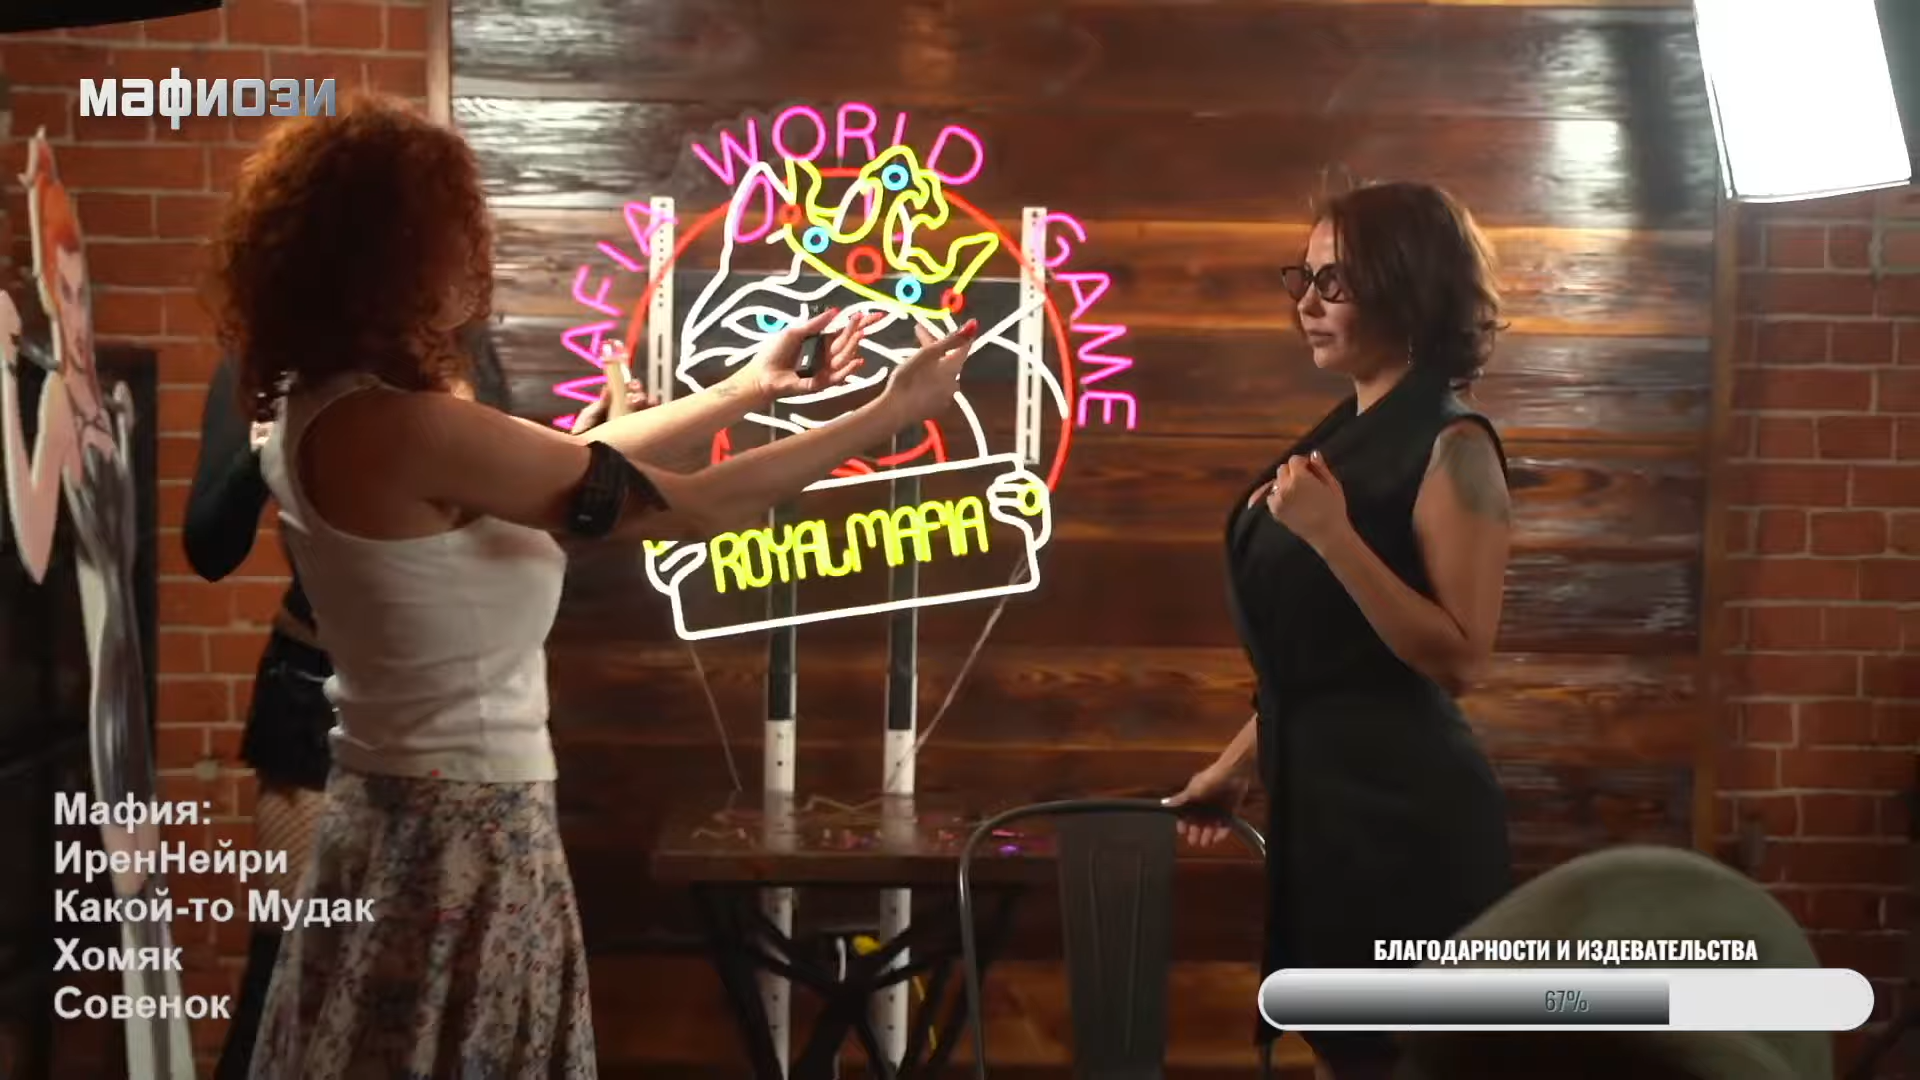 мафиози
MAFIA WORLD GAME
ROYALMAFIA
Мафия:
ИренНейри
Какой-то Мудак
Хомяк
Совенок
БЛАГОДАРНОСТИ И ИЗДЕВАТЕЛЬСТВА
67%